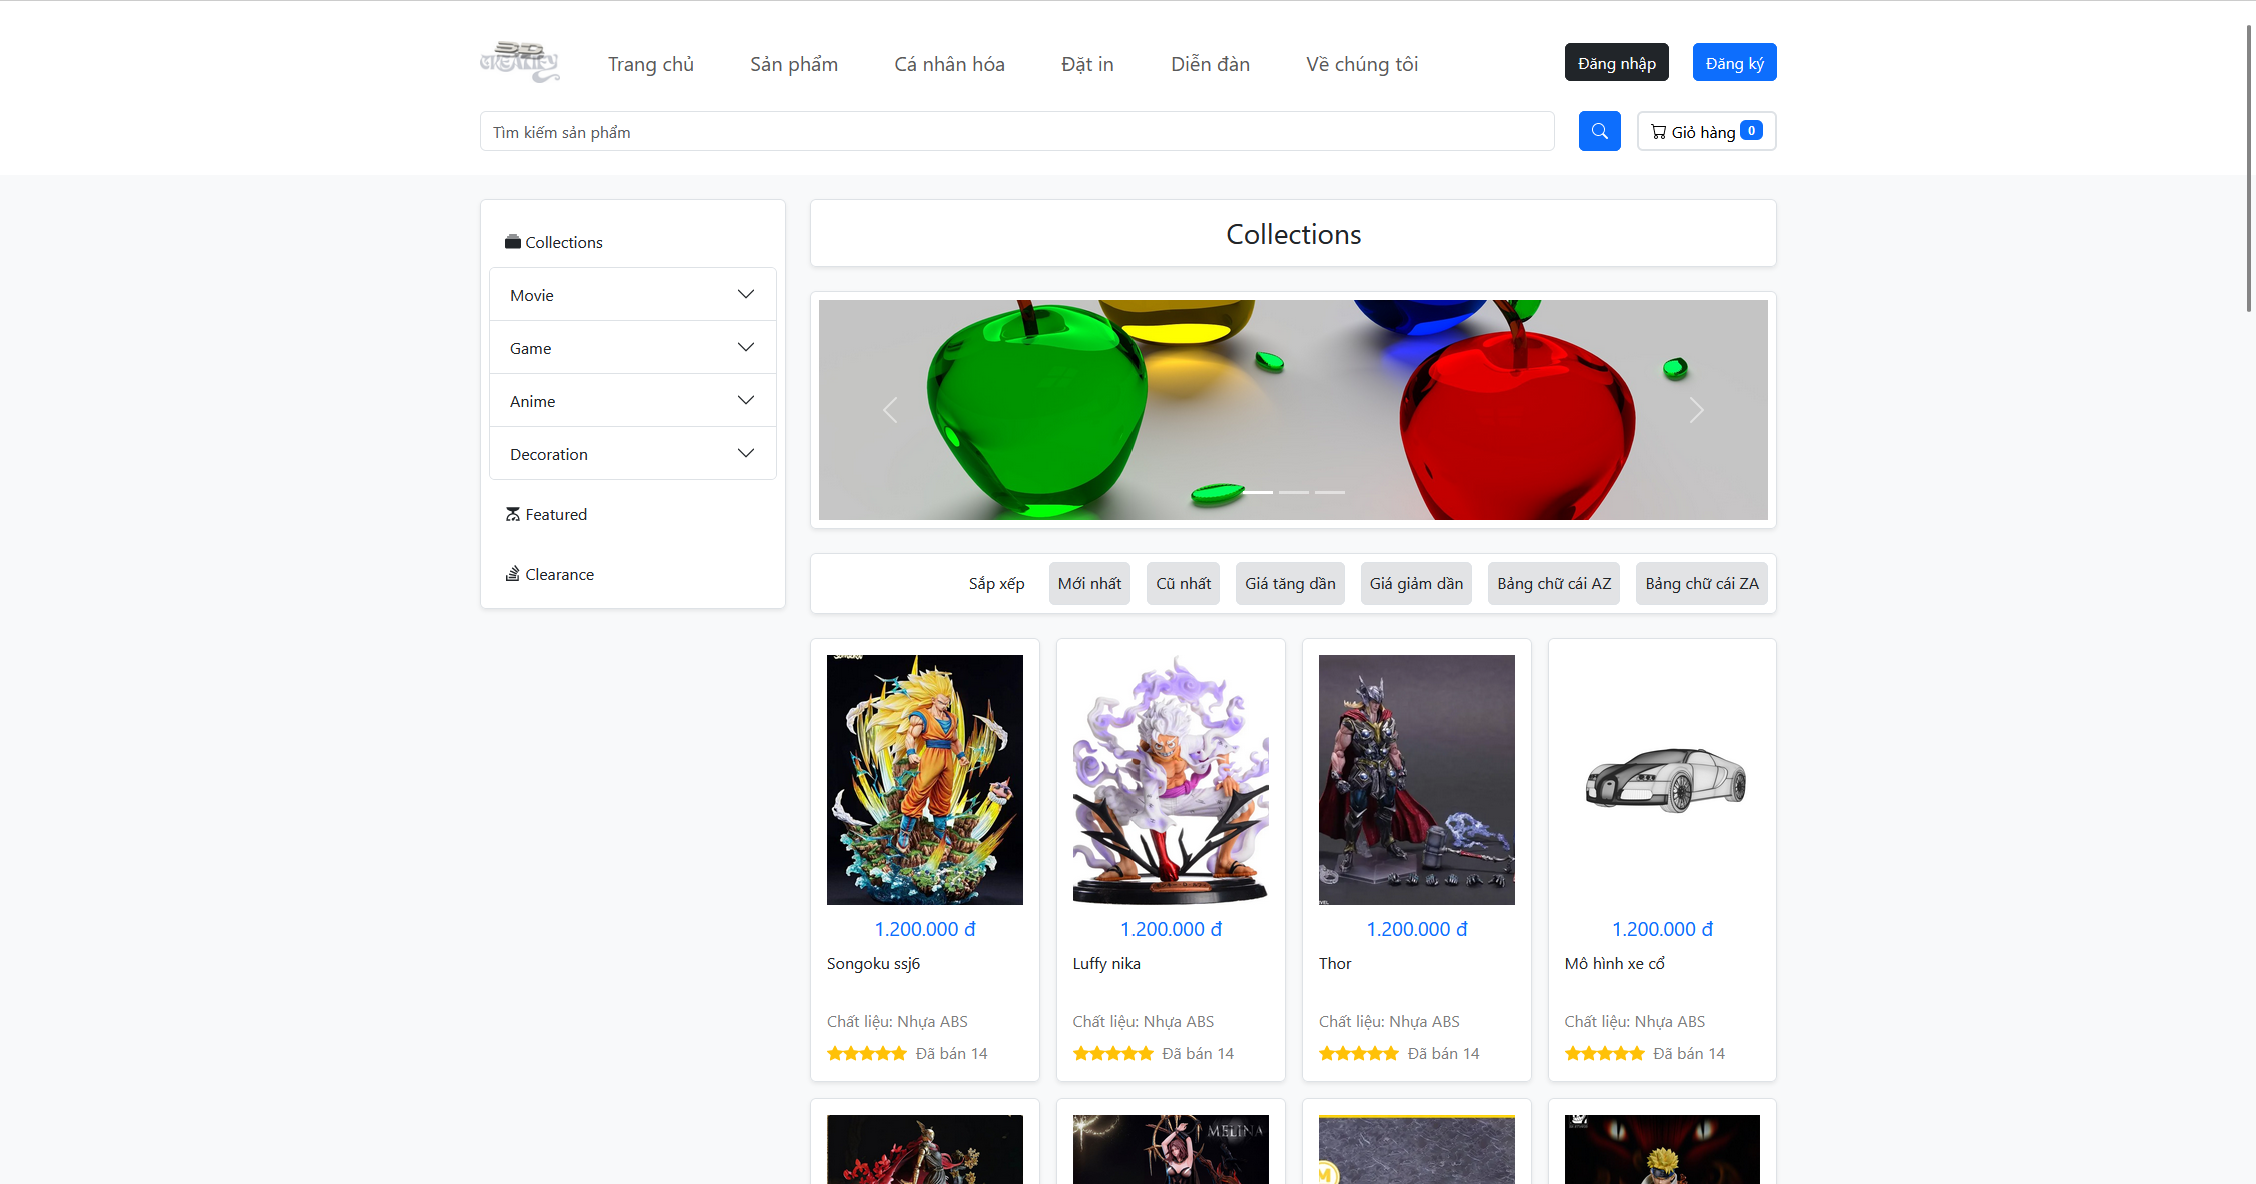 3D
CREATIFY
Trang chủ
Sản phẩm
Cá nhân hóa
Đặt in
Diễn đàn
Về chúng tôi
Đăng nhập
Đăng ký
Tìm kiếm sản phẩm
Giỏ hàng 0
Collections
Movie
Game
Anime
Decoration
Featured
Clearance
Collections
Sắp xếp
Mới nhất
Cũ nhất
Giá tăng dần
Giá giảm dần
Bảng chữ cái AZ
Bảng chữ cái ZA
1.200.000 đ
Songoku ssj6
Chất liệu: Nhựa ABS
Đã bán 14
1.200.000 đ
Luffy nika
Chất liệu: Nhựa ABS
Đã bán 14
1.200.000 đ
Thor
Chất liệu: Nhựa ABS
Đã bán 14
1.200.000 đ
Mô hình xe cổ
Chất liệu: Nhựa ABS
Đã bán 14
MELINA